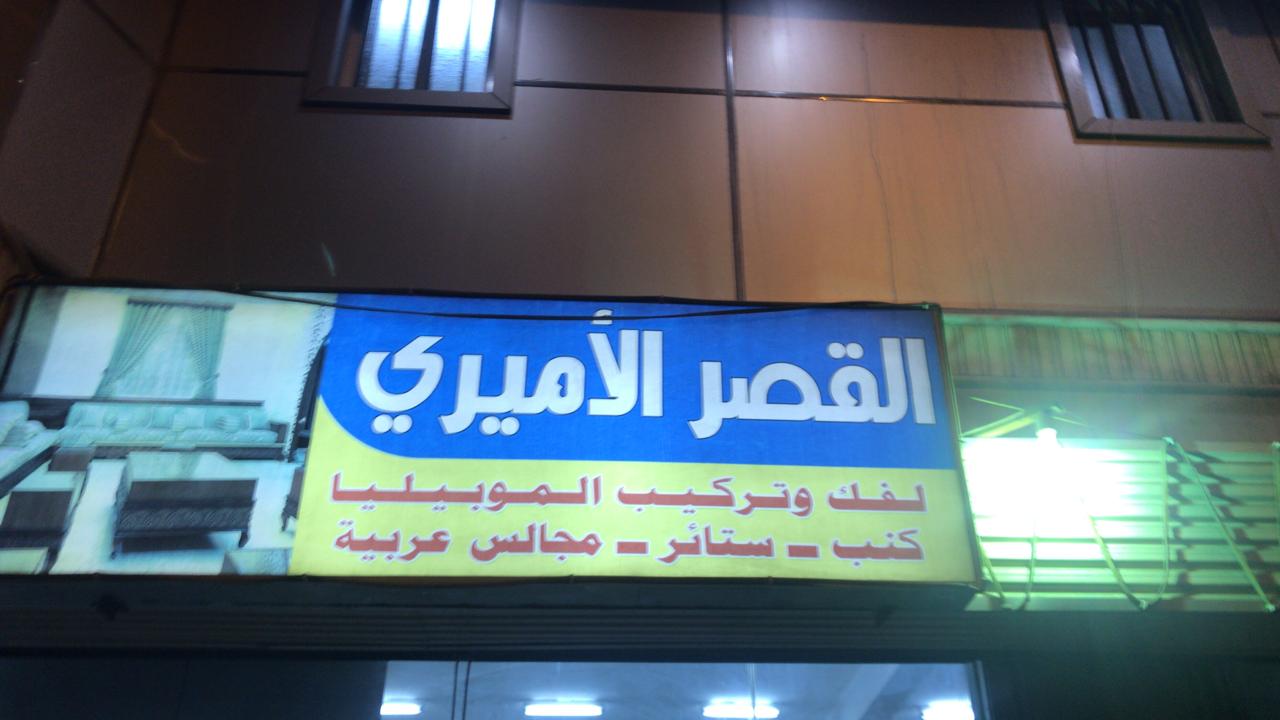 القصر الأميري
لفك وتركيب الموبيليا
كنب - ستائر - مجالس عربية